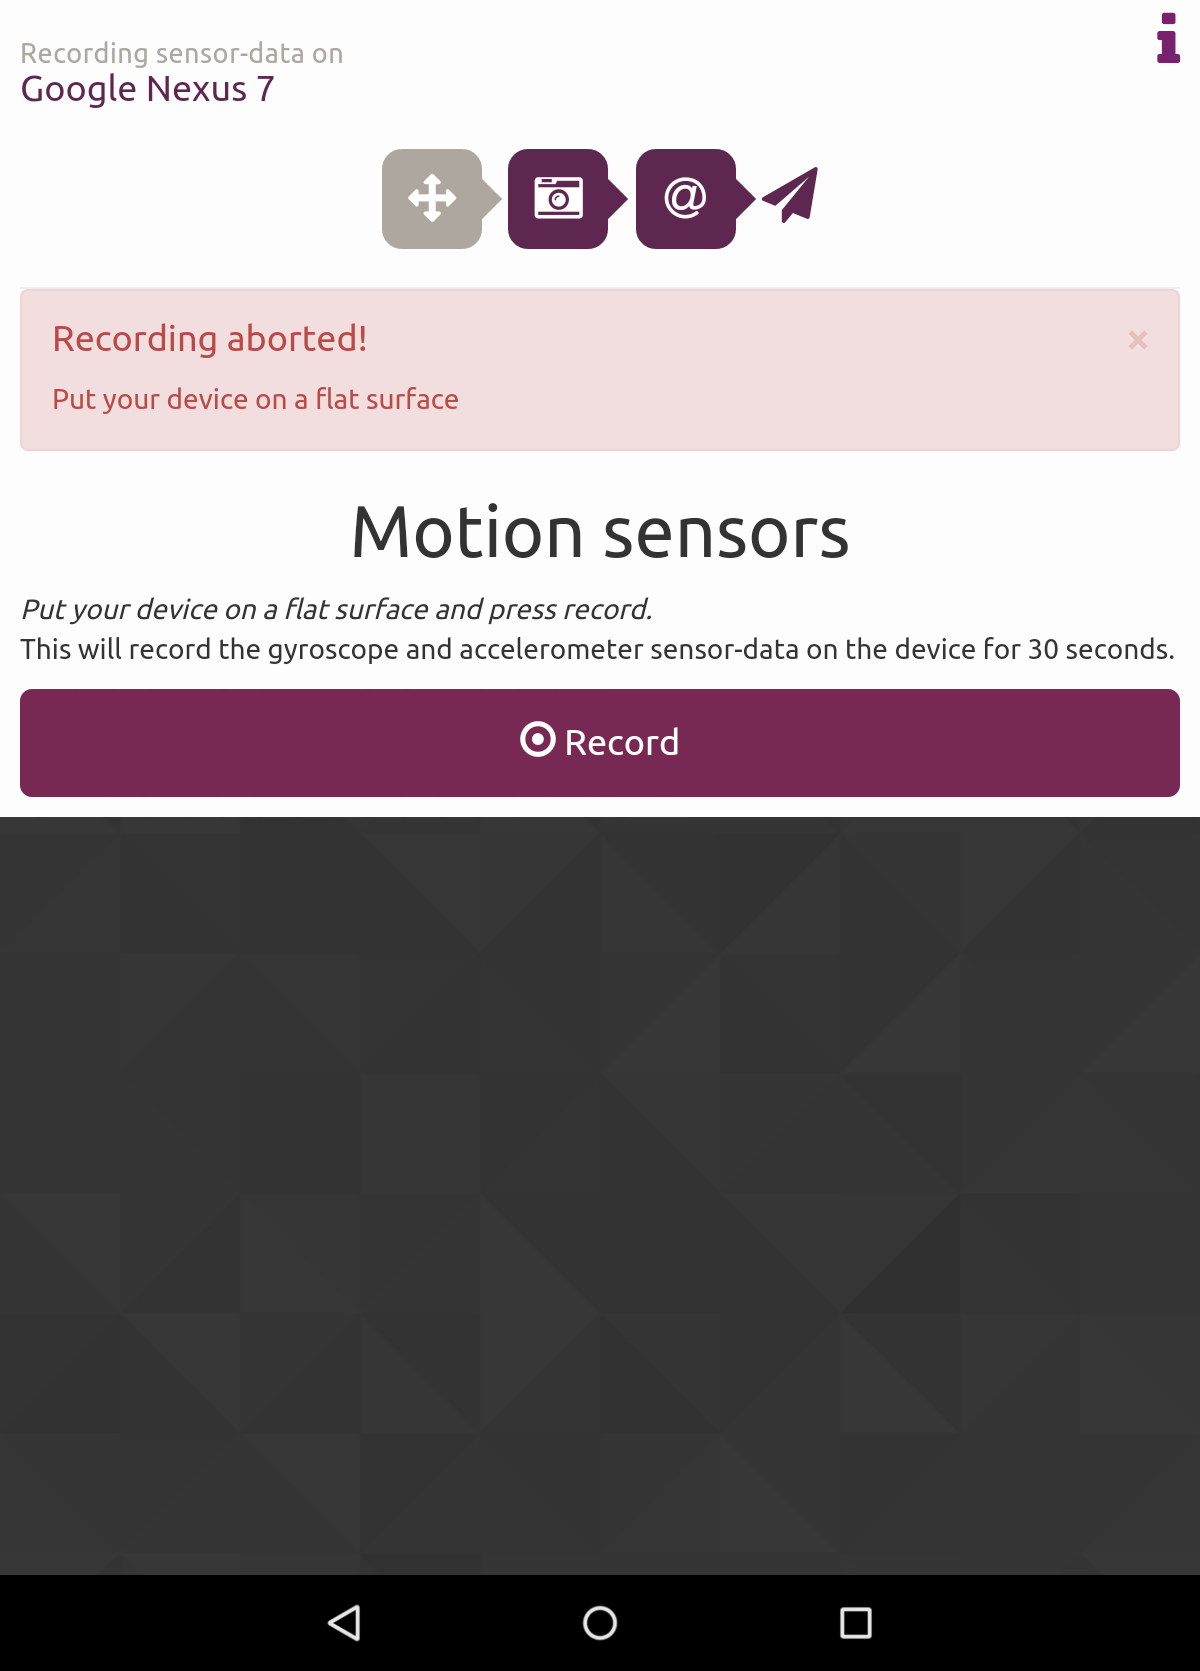 Recording sensor-data on
Google Nexus 7
@
Recording aborted!
×
Put your device on a flat surface
Motion sensors
Put your device on a flat surface and press record.
This will record the gyroscope and accelerometer sensor-data on the device for 30 seconds.
Record